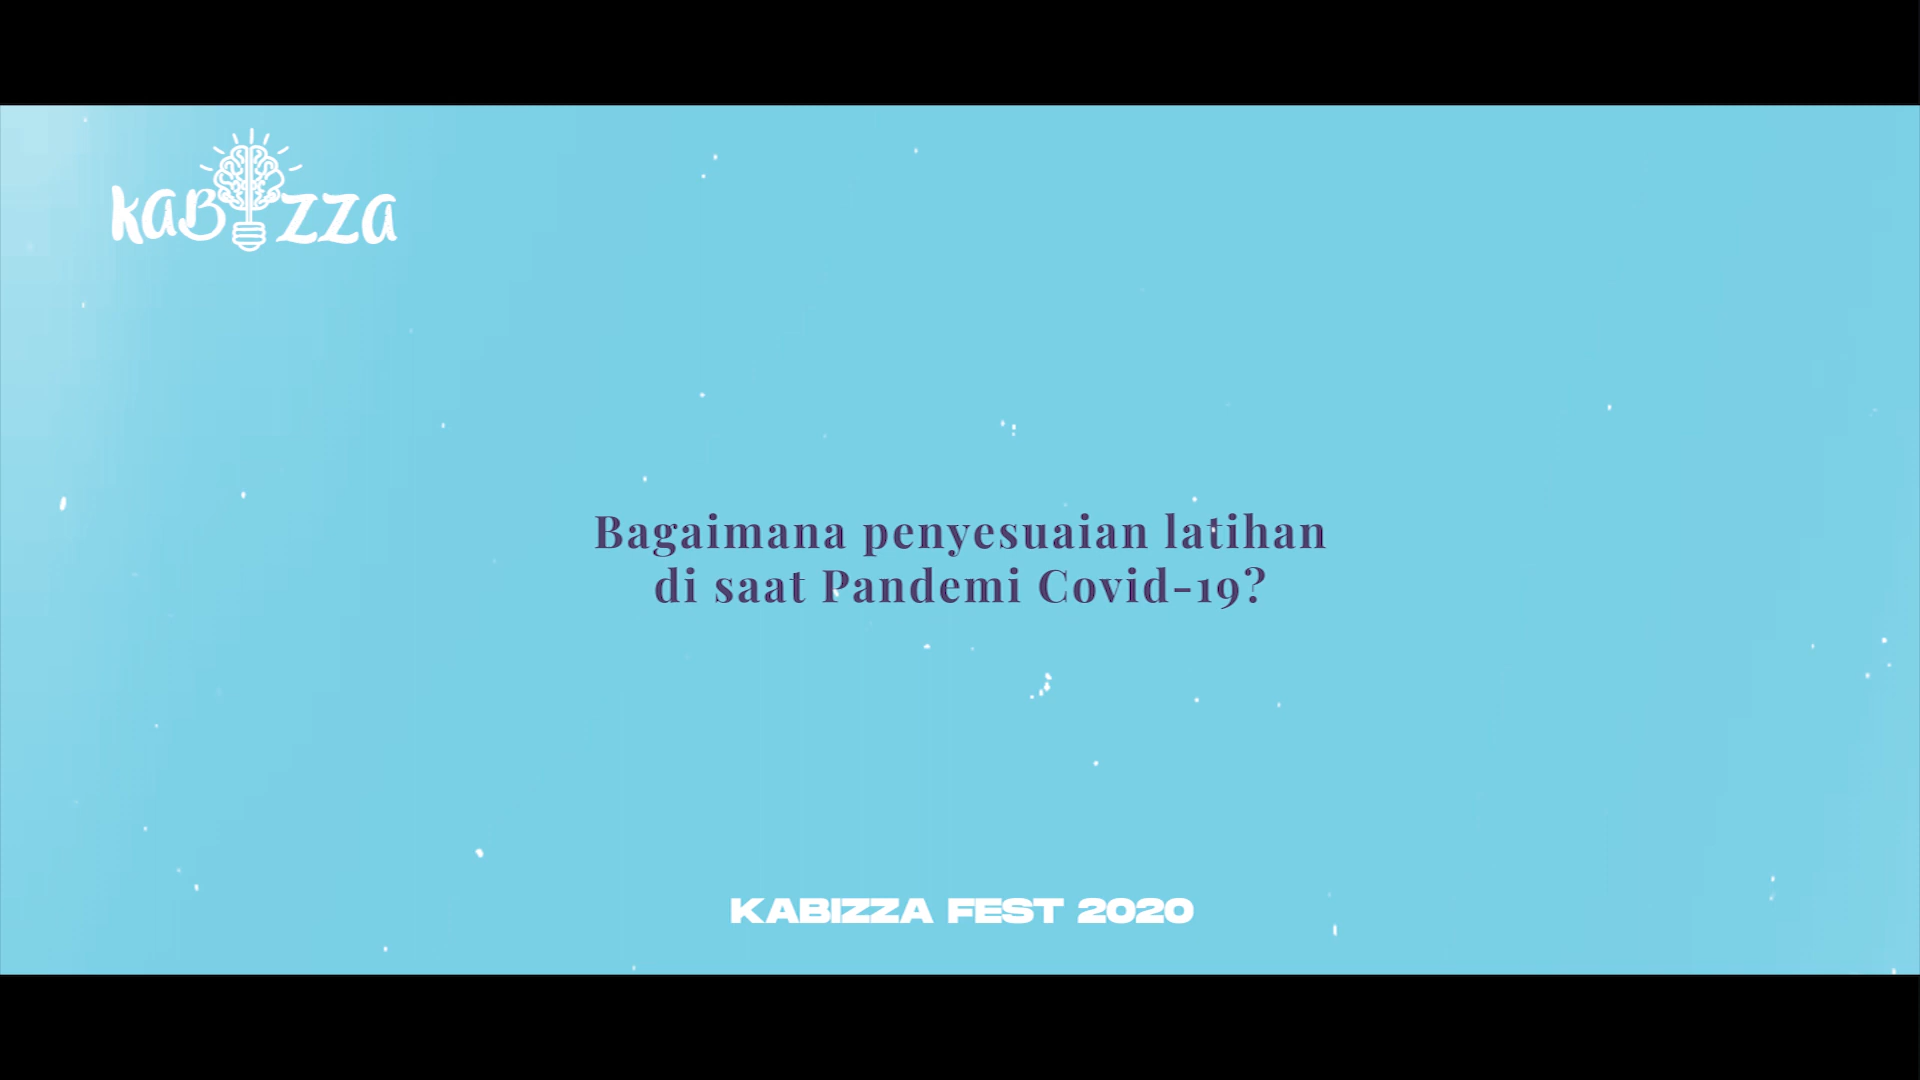 kaBizza
Bagaimana penyesuaian latihan
di saat Pandemi Covid-19?
KABIZZA FEST 2020